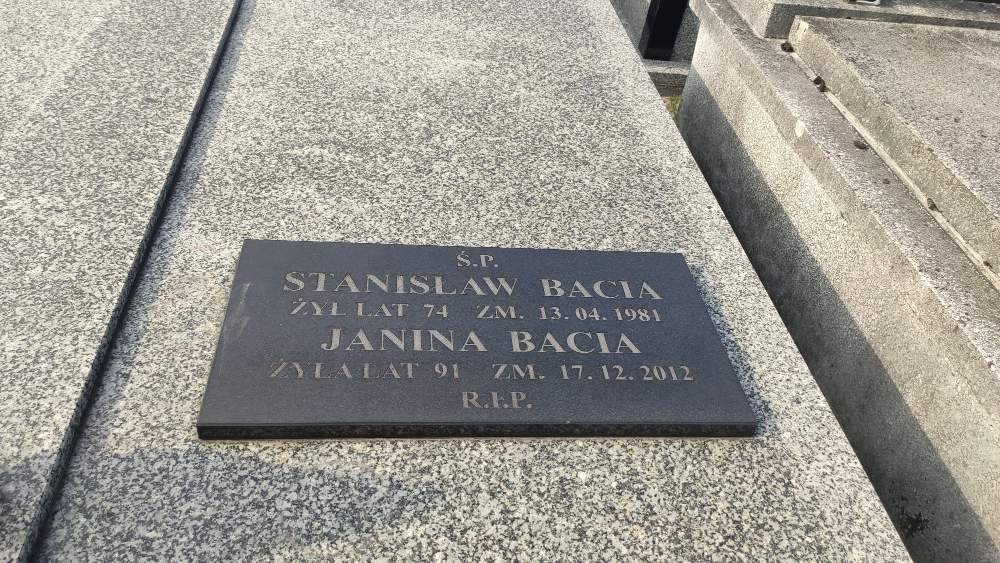 Ś.P.
STANISŁAW BACIA
ŻYŁ LAT 74 ZM. 13.04.1981
JANINA BACIA
ŻYŁA LAT 91 ZM. 17.12.2012
R.I.P.